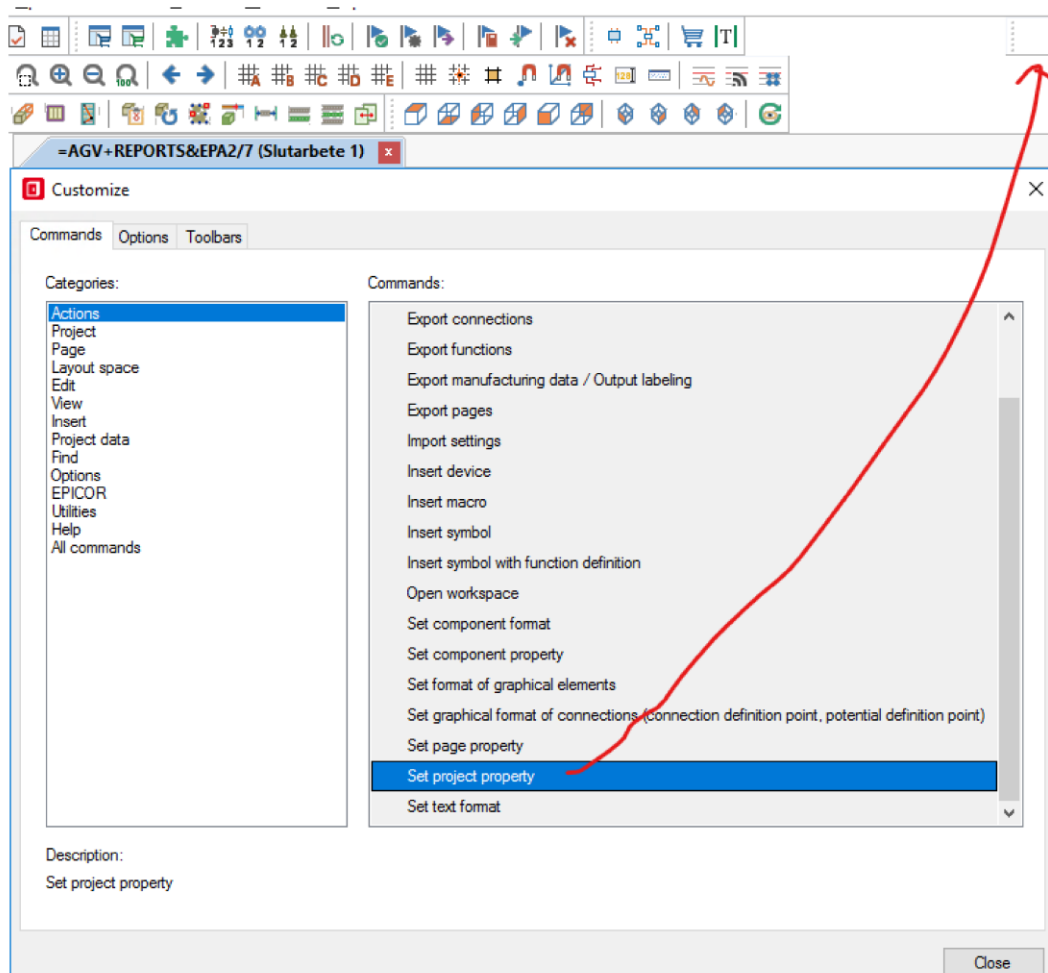 =AGV+REPORTS&EPA2/7 (Slutarbete 1)
Customize
Commands
Options
Toolbars
Categories:
Actions
Project
Page
Layout space
Edit
View
Insert
Project data
Find
Options
EPICOR
Utilities
Help
All commands
Commands:
Export connections
Export functions
Export manufacturing data / Output labeling
Export pages
Import settings
Insert device
Insert macro
Insert symbol
Insert symbol with function definition
Open workspace
Set component format
Set component property
Set format of graphical elements
Set graphical format of connections (connection definition point, potential definition point)
Set page property
Set project property
Set text format
Description:
Set project property
Close